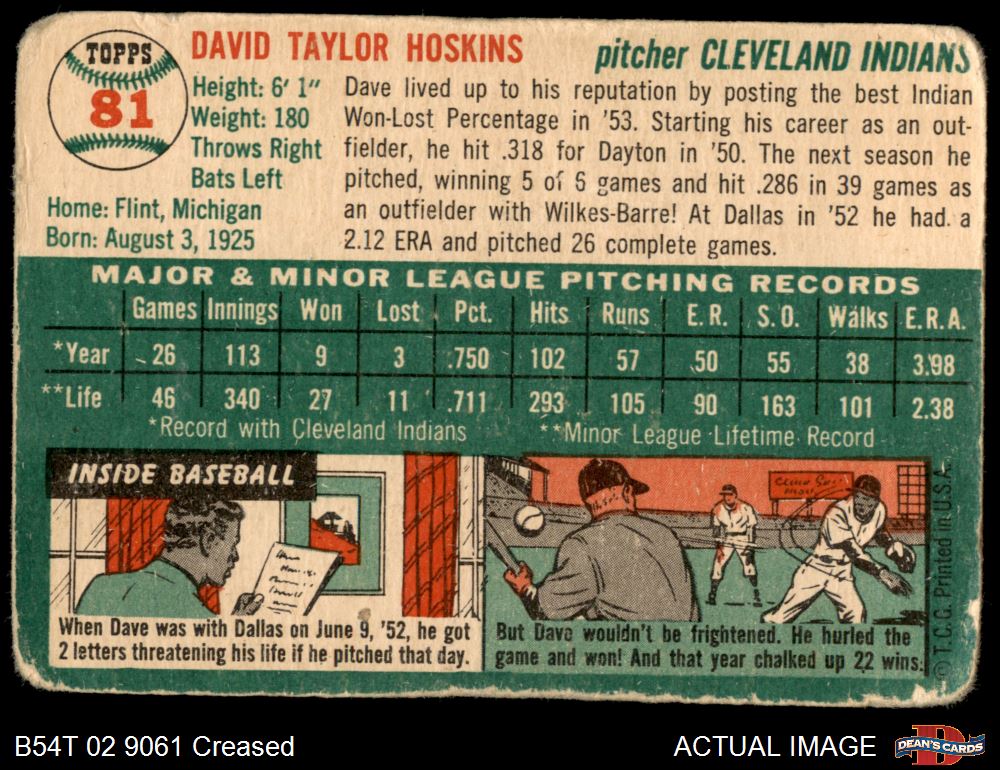 TOPPS
81
DAVID TAYLOR HOSKINS
pitcher CLEVELAND INDIANS
Height: 6' 1"
Weight: 180
Throws Right
Bats Left
Home: Flint, Michigan
Born: August 3, 1925
Dave lived up to his reputation by posting the best Indian
Won-Lost Percentage in '53. Starting his career as an out-
fielder, he hit .318 for Dayton in '50. The next season he
pitched, winning 5 of 6 games and hit .286 in 39 games as
an outfielder with Wilkes-Barre! At Dallas in '52 he had a
2.12 ERA and pitched 26 complete games.
MAJOR & MINOR LEAGUE PITCHING RECORDS
Games Innings Won Lost Pct. Hits Runs E.R. S.O. Walks E.R.A.
*Year 26 113 9 3 .750 102 57 50 55 38 3.98
**Life 46 340 27 11 .711 293 105 90 163 101 2.38
*Record with Cleveland Indians **Minor League Lifetime Record
INSIDE BASEBALL
When Dave was with Dallas on June 9, '52, he got
2 letters threatening his life if he pitched that day.
But Dave wouldn't be frightened. He hurled the
game and won! And that year chalked up 22 wins.
© T.C.G. Printed in U.S.A.
B54T 02 9061 Creased
ACTUAL IMAGE
DEAN'S CARDS